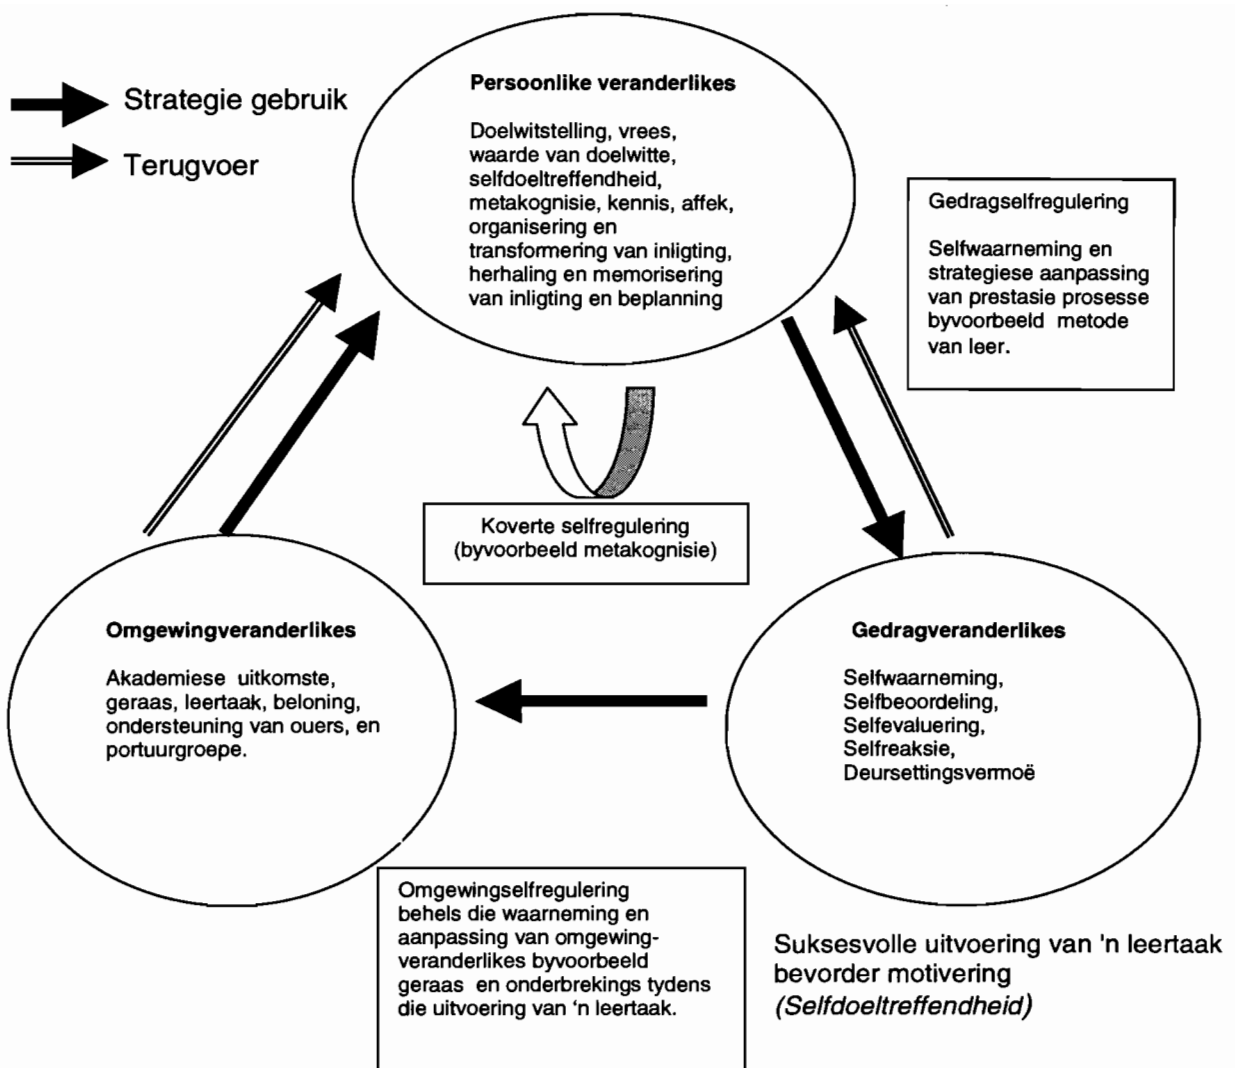 Strategie gebruik
Terugvoer
Persoonlike veranderlikes
Doelwitstelling, vrees,
waarde van doelwitte,
selfdoeltreffendheid,
metakognisie, kennis, affek,
organisering en
transformering van inligting,
herhaling en memorisering
van inligting en beplanning
Gedragselfregulering
Selfwaarneming en
strategiese aanpassing
van prestasie prosesse
byvoorbeeld metode
van leer.
Koverte selfregulering
(byvoorbeeld metakognisie)
Omgewingveranderlikes
Akademiese uitkomste,
geraas, leertaak, beloning,
ondersteuning van ouers, en
portuurgroepe.
Gedragveranderlikes
Selfwaarneming,
Selfbeoordeling,
Selfevaluering,
Selfreaksie,
Deursettingsvermoë
Omgewingselfregulering
behels die waarneming en
aanpassing van omgewing-
veranderlikes byvoorbeeld
geraas en onderbrekings tydens
die uitvoering van ‘n leertaak.
Suksesvolle uitvoering van 'n leertaak
bevorder motivering
(Selfdoeltreffendheid)